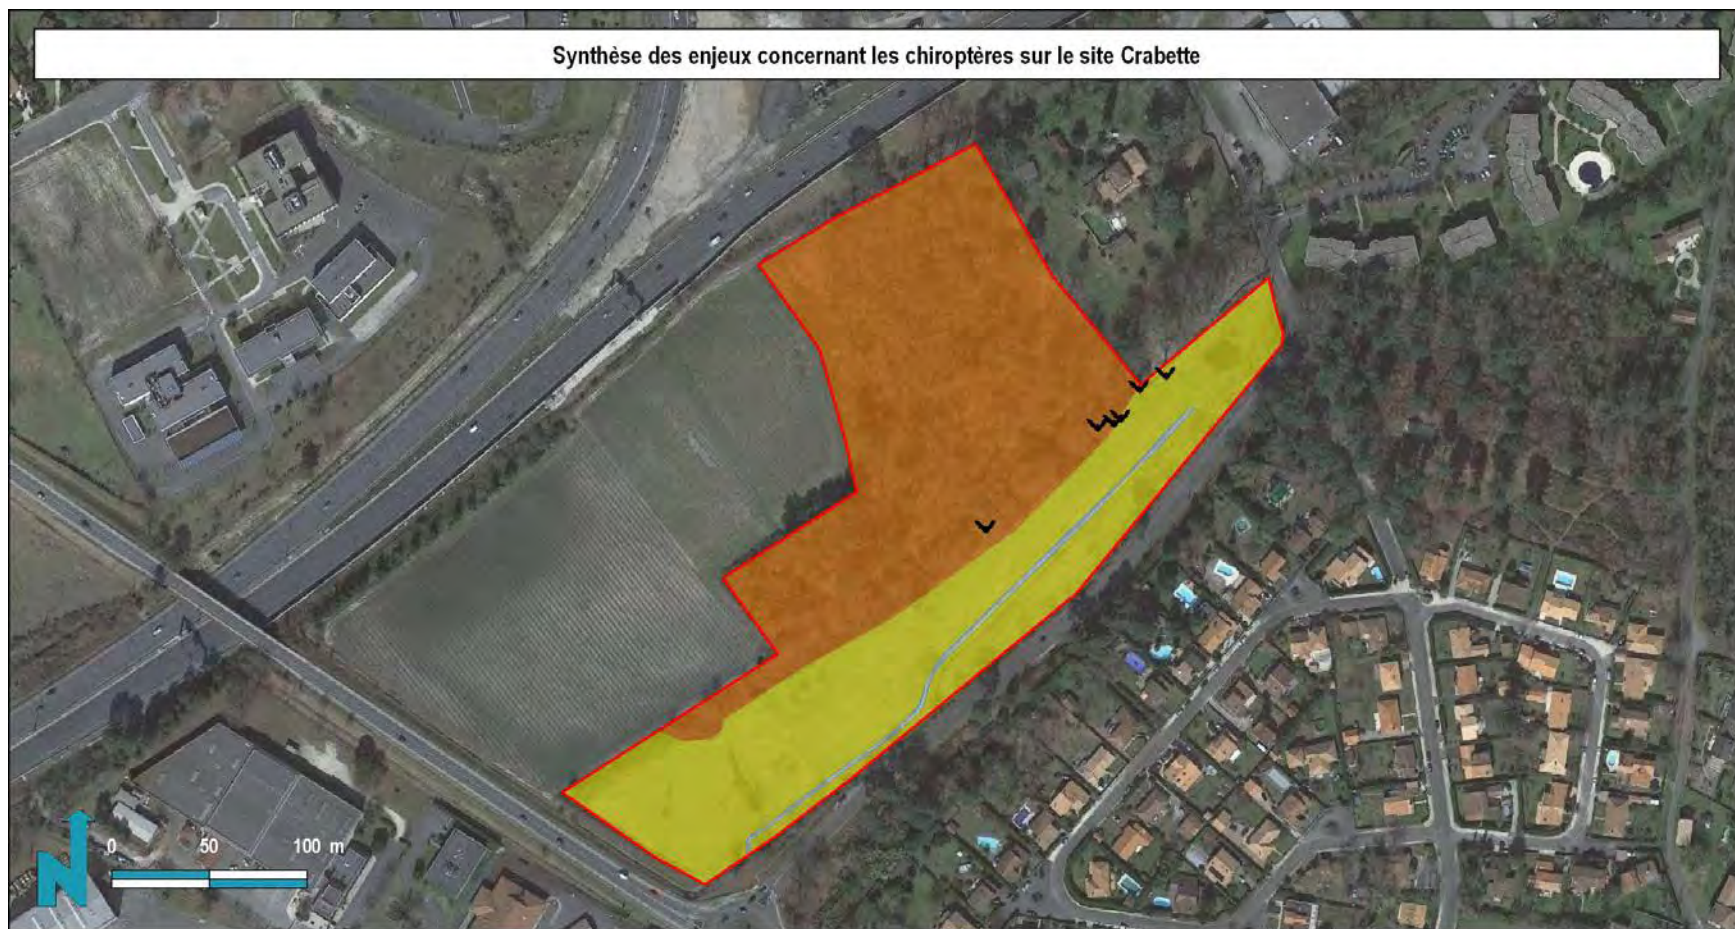 Synthèse des enjeux concernant les chiroptères sur le site Crabette
0 50 100 m
N